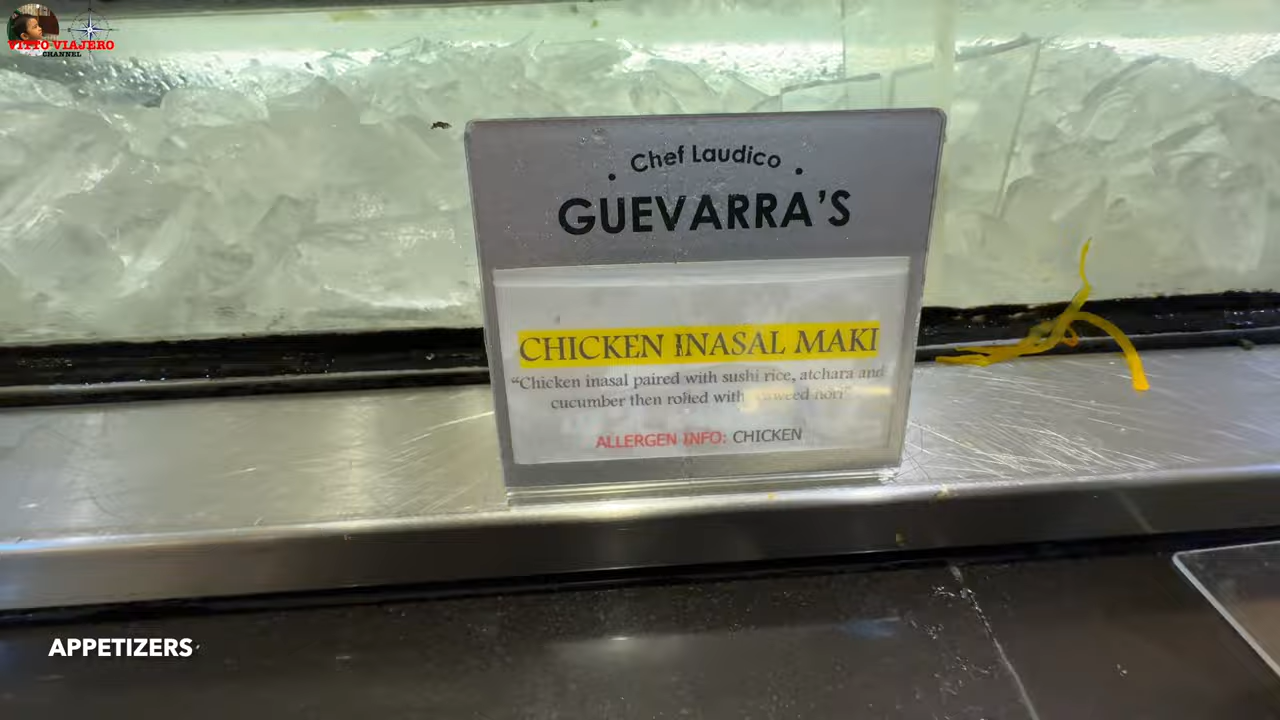 VITTO VIAJERO
CHANNEL
Chef Laudico
GUEVARRA'S
CHICKEN INASAL MAKI
"Chicken inasal paired with sushi rice, atchara and
cucumber then rolled with nori"
ALLERGEN INFO: CHICKEN
APPETIZERS